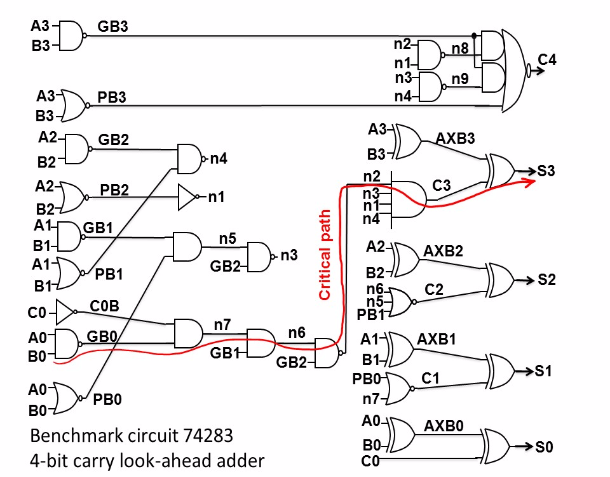 A3 GB3
B3
n2 n8
n1
C4
n3 n9
n4
A3 PB3
B3
A2 GB2
B2
n4
A2 PB2
B2
n1
A1 GB1
B1
n5
GB2
n3
A1
B1
PB1
C0 C0B
A0 GB0
B0
n7
GB1
n6
GB2
A0
B0
PB0
Critical path
A3 AXB3
B3
S3
n2
n3
n1
n4
C3
A2 AXB2
B2
S2
n6
n5
PB1
C2
A1 AXB1
B1
S1
PB0
n7
C1
A0 AXB0
B0
C0
S0
Benchmark circuit 74283
4-bit carry look-ahead adder